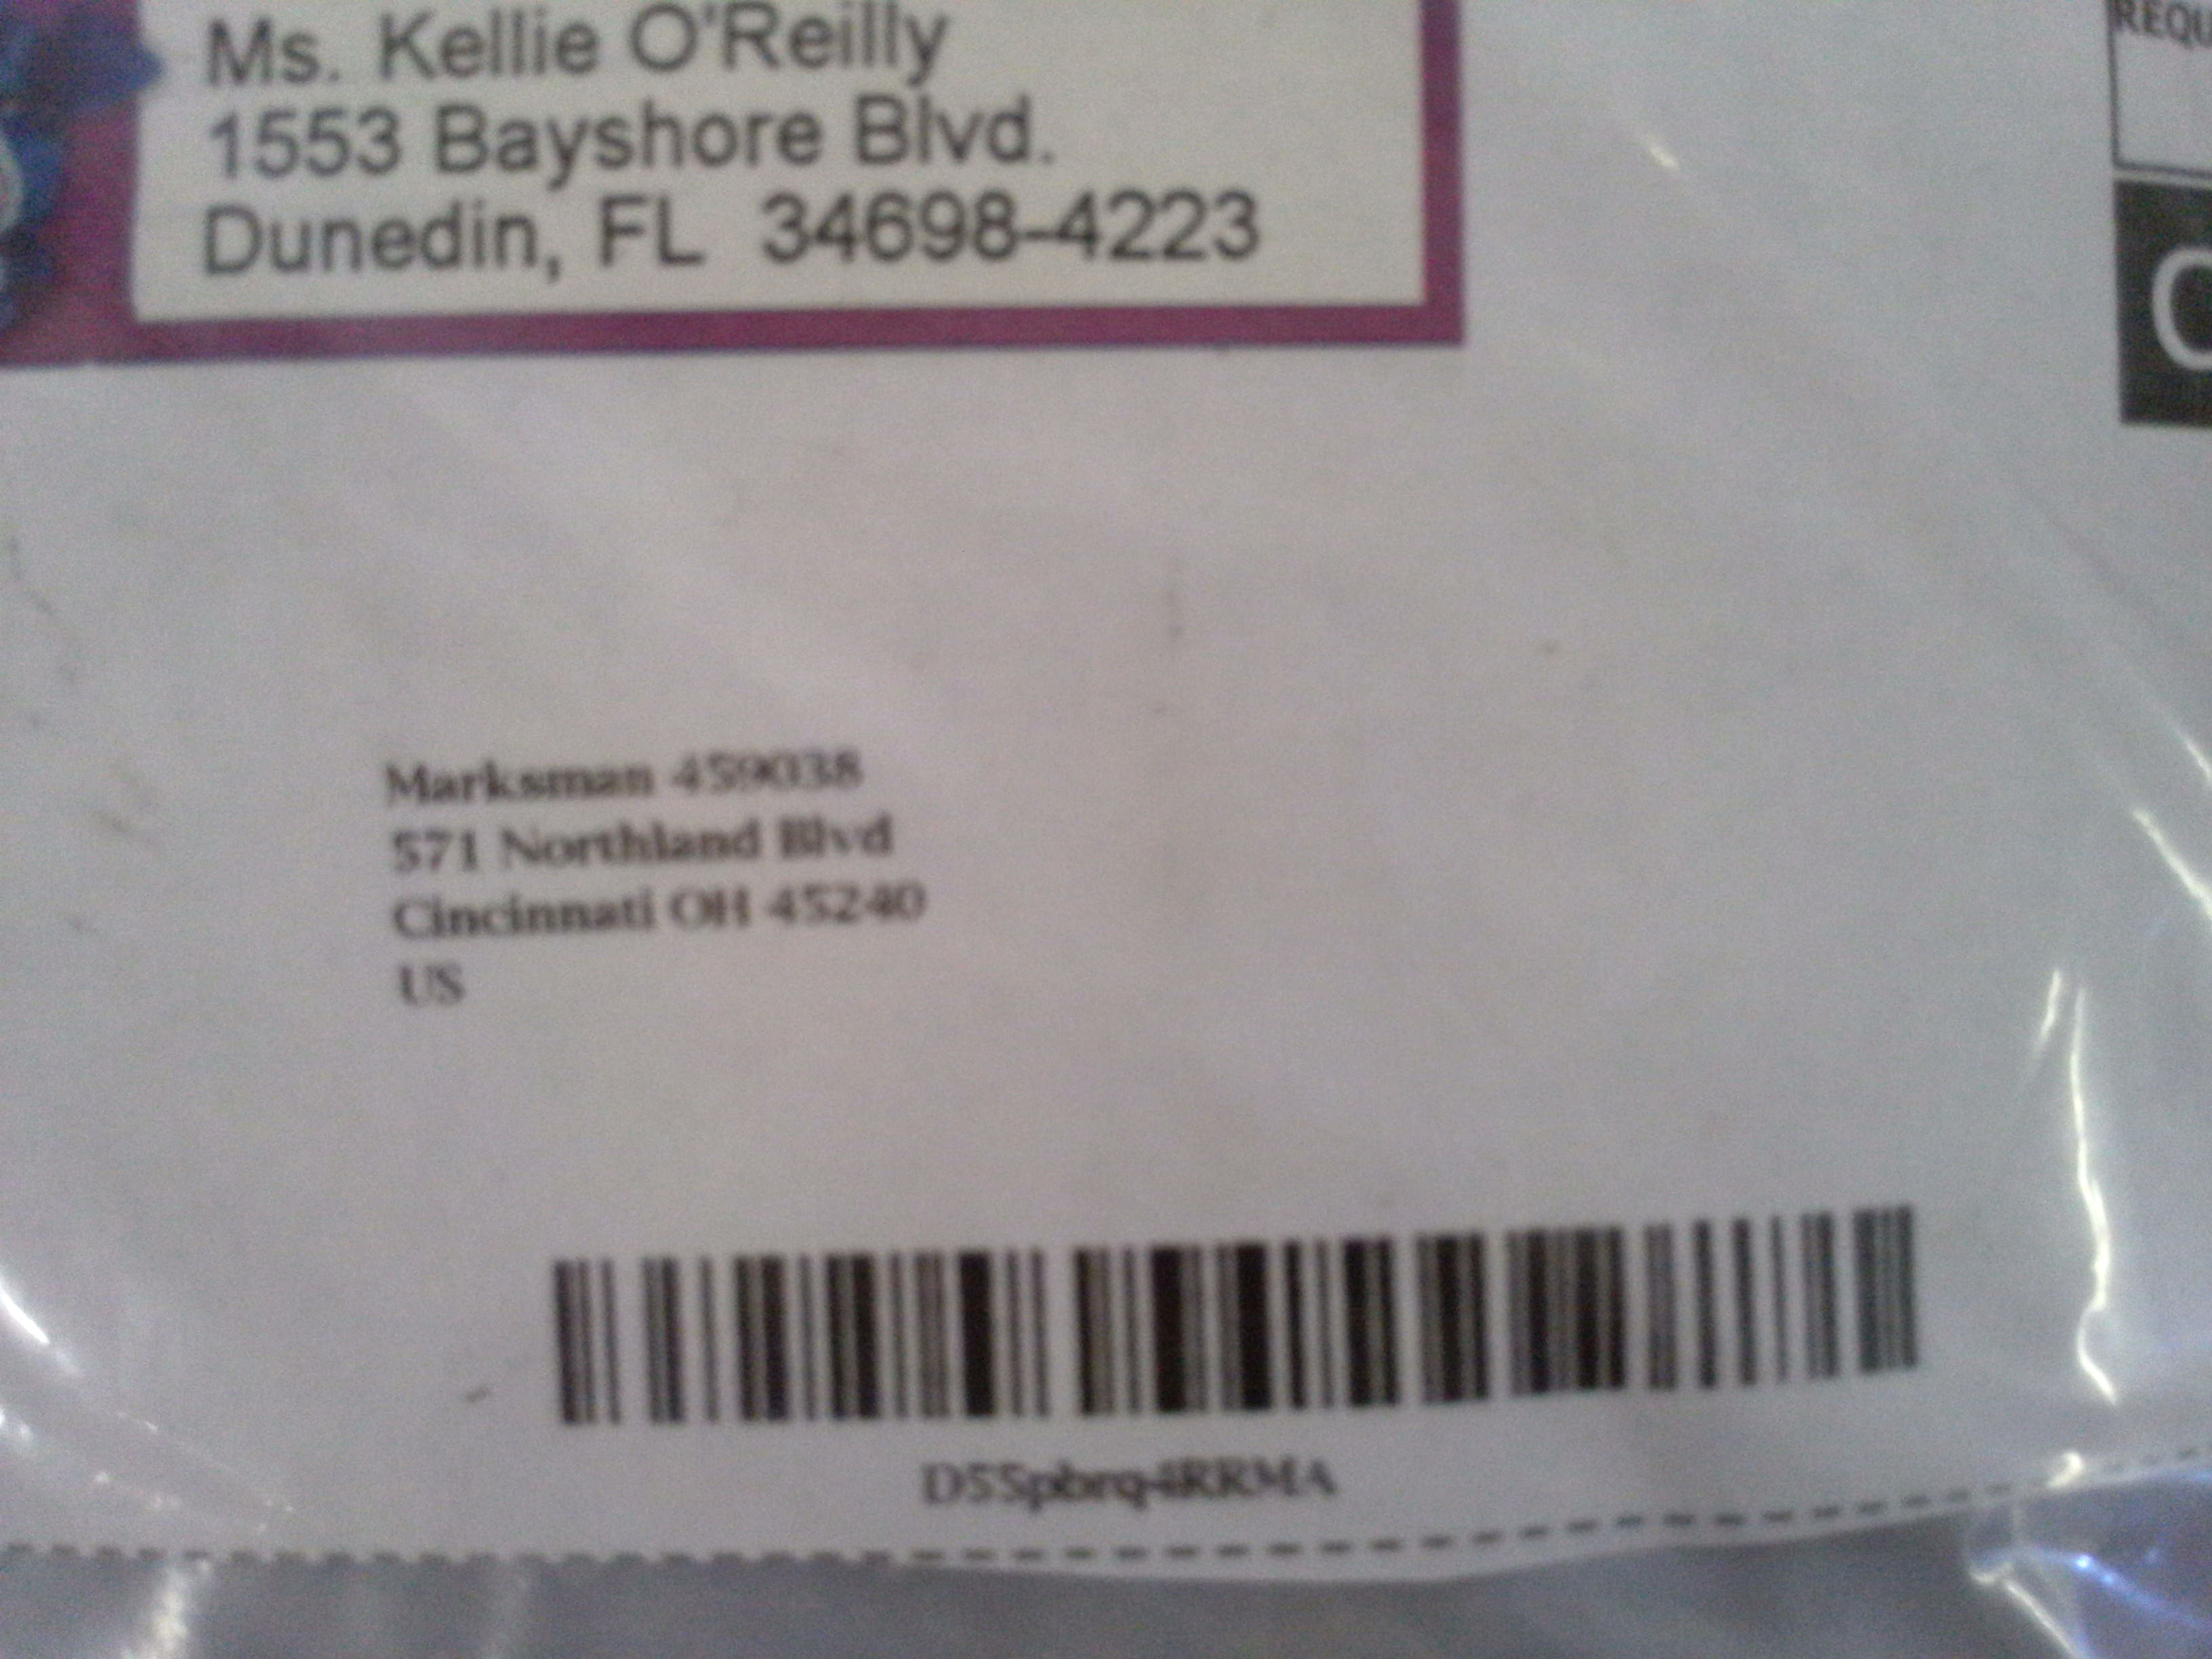 Ms. Kellie O'Reilly
1553 Bayshore Blvd.
Dunedin, FL 34698-4223
Marksman 459038
571 Northland Blvd
Cincinnati OH 45240
US
D55pbrq4RRMA